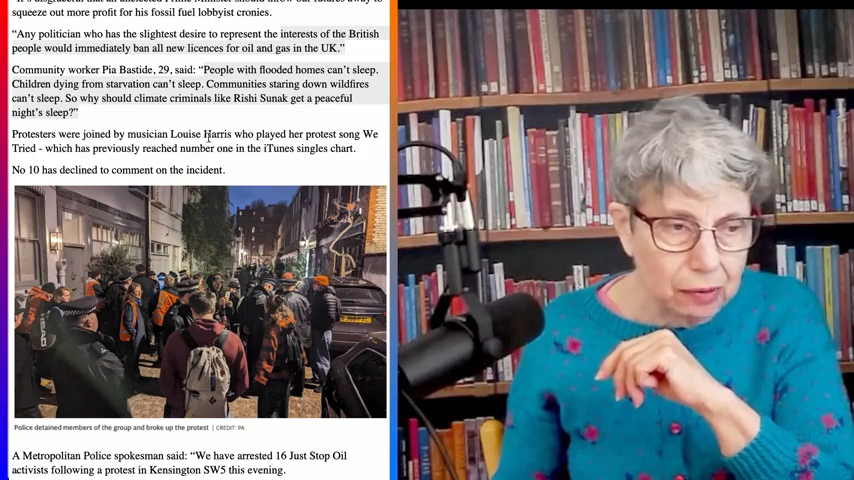 "It's disgraceful that an unelected Prime Minister should throw our futures away to
squeeze out more profit for his fossil fuel lobbyist cronies.
"Any politician who has the slightest desire to represent the interests of the British
people would immediately ban all new licences for oil and gas in the UK."
Community worker Pia Bastide, 29, said: "People with flooded homes can't sleep.
Children dying from starvation can't sleep. Communities staring down wildfires
can't sleep. So why should climate criminals like Rishi Sunak get a peaceful
night's sleep?"
Protesters were joined by musician Louise Harris who played her protest song We
Tried - which has previously reached number one in the iTunes singles chart.
No 10 has declined to comment on the incident.
Police detained members of the group and broke up the protest | CREDIT: PA
A Metropolitan Police spokesman said: "We have arrested 16 Just Stop Oil
activists following a protest in Kensington SW5 this evening.